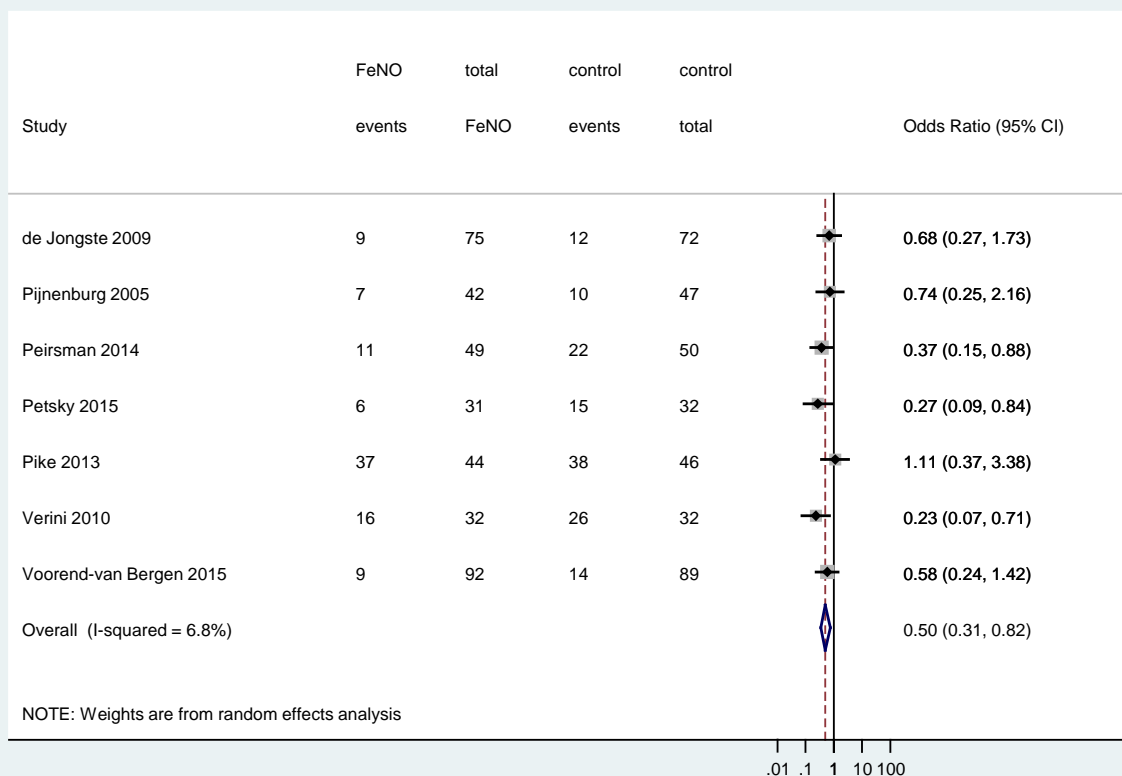 FeNO total control control
Study events FeNO events total Odds Ratio (95% CI)
de Jongste 2009 9 75 12 72 0.68 (0.27, 1.73)
Pijnenburg 2005 7 42 10 47 0.74 (0.25, 2.16)
Peirsman 2014 11 49 22 50 0.37 (0.15, 0.88)
Petsky 2015 6 31 15 32 0.27 (0.09, 0.84)
Pike 2013 37 44 38 46 1.11 (0.37, 3.38)
Verini 2010 16 32 26 32 0.23 (0.07, 0.71)
Voorend-van Bergen 2015 9 92 14 89 0.58 (0.24, 1.42)
Overall (I-squared = 6.8%) 0.50 (0.31, 0.82)
NOTE: Weights are from random effects analysis
.01 .1 1 10 100